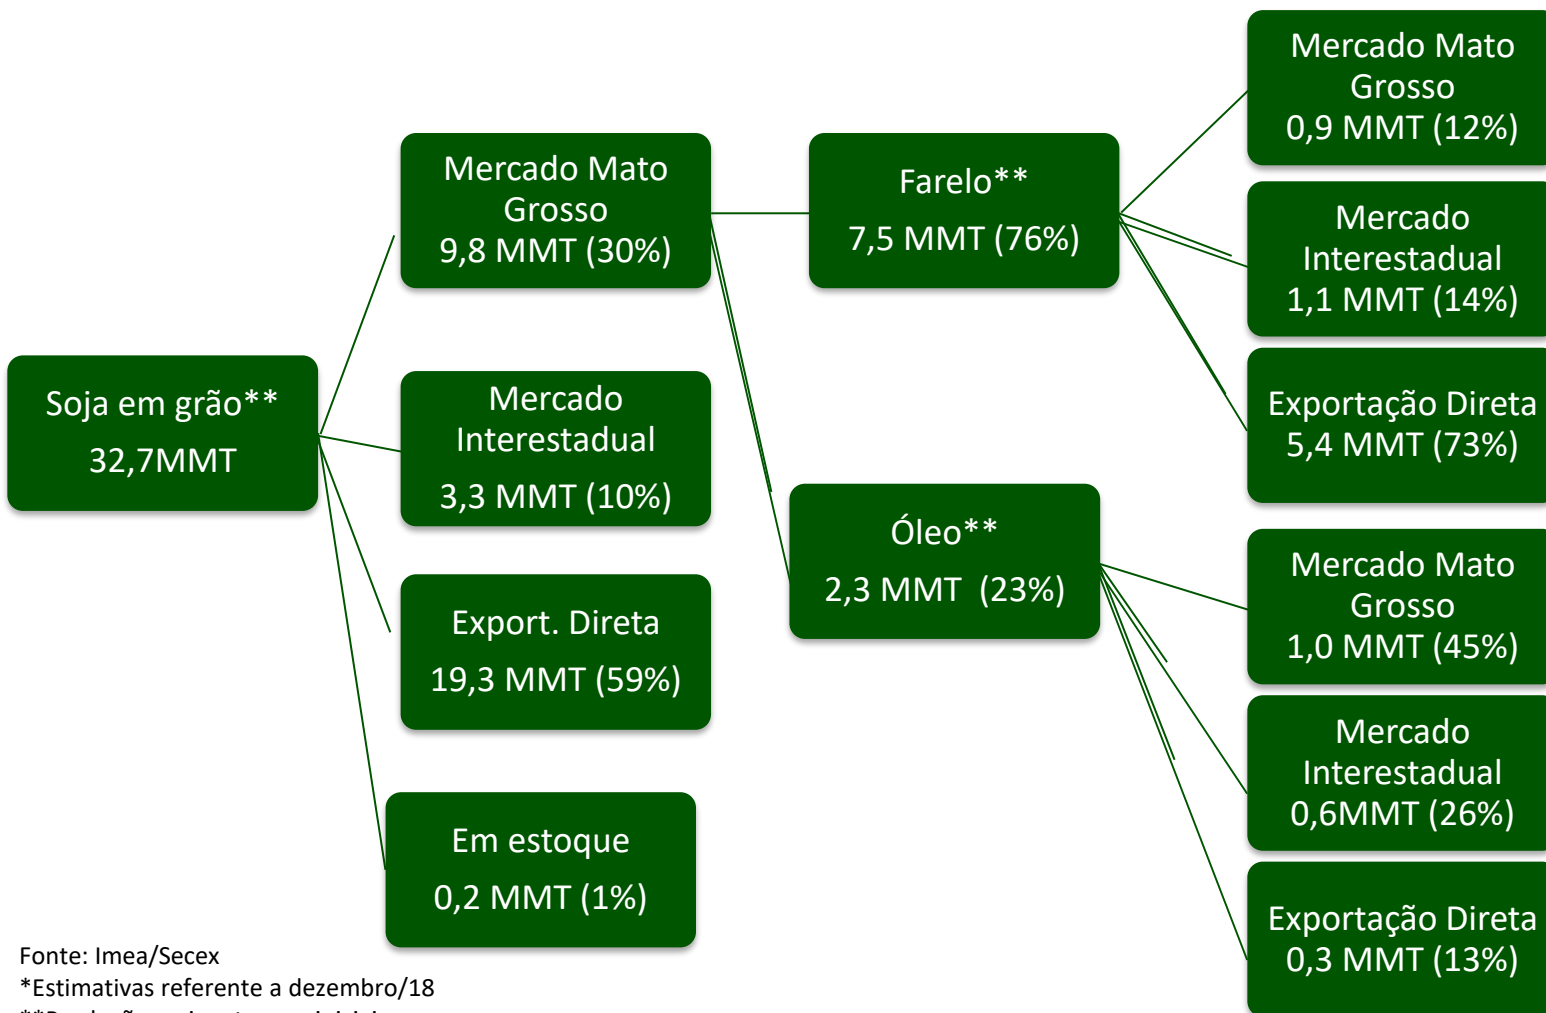 Soja em grão**
32,7MMT
Mercado Mato
Grosso
9,8 MMT (30%)
Mercado
Interestadual
3,3 MMT (10%)
Export. Direta
19,3 MMT (59%)
Em estoque
0,2 MMT (1%)
Farelo**
7,5 MMT (76%)
Óleo**
2,3 MMT  (23%)
Mercado Mato
Grosso
0,9 MMT (12%)
Mercado
Interestadual
1,1 MMT (14%)
Exportação Direta
5,4 MMT (73%)
Mercado Mato
Grosso
1,0 MMT (45%)
Mercado
Interestadual
0,6MMT (26%)
Exportação Direta
0,3 MMT (13%)
Fonte: Imea/Secex
*Estimativas referente a dezembro/18